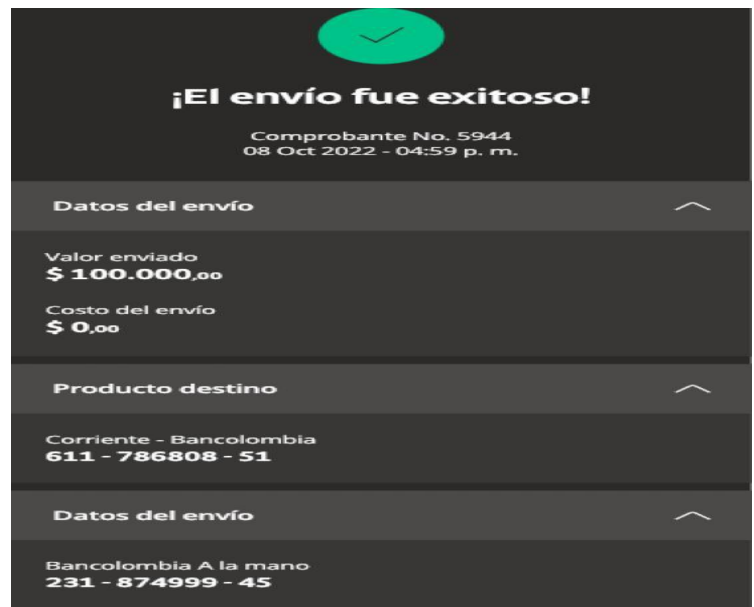 ¡El envío fue exitoso!
Comprobante No. 5944
08 Oct 2022 - 04:59 p. m.
Datos del envío
Valor enviado
$ 100.000,00
Costo del envío
$ 0,00
Producto destino
Corriente - Bancolombia
611 - 786808 - 51
Datos del envío
Bancolombia A la mano
231 - 874999 - 45